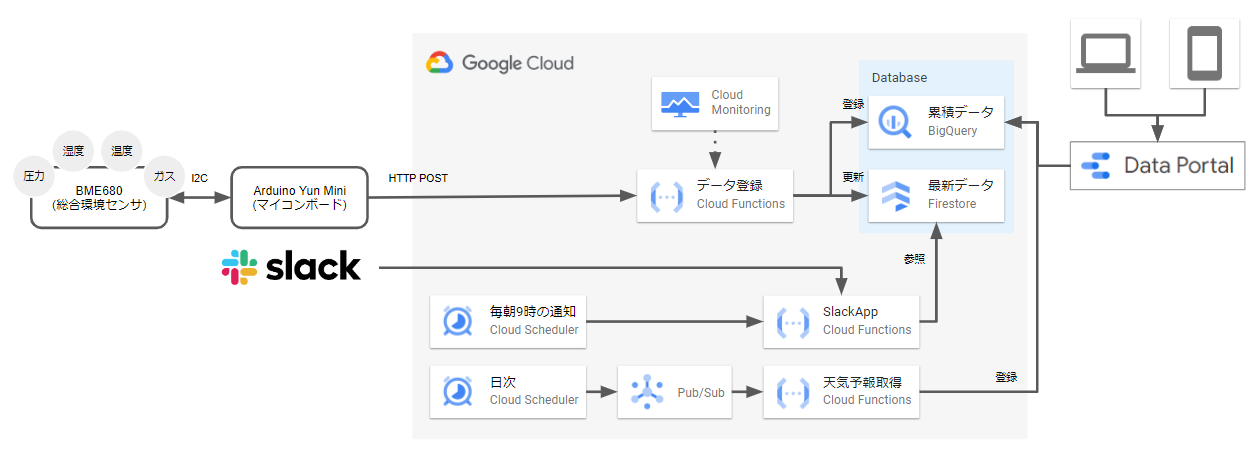 Google Cloud
Database
Cloud
Monitoring
登録
累積データ
BigQuery
湿度
温度
圧力
ガス
BME680
(総合環境センサ)
I2C
Arduino Yun Mini
(マイコンボード)
HTTP POST
データ登録
Cloud Functions
更新
最新データ
Firestore
Data Portal
slack
参照
毎朝9時の通知
Cloud Scheduler
SlackApp
Cloud Functions
日次
Cloud Scheduler
Pub/Sub
天気予報取得
Cloud Functions
登録